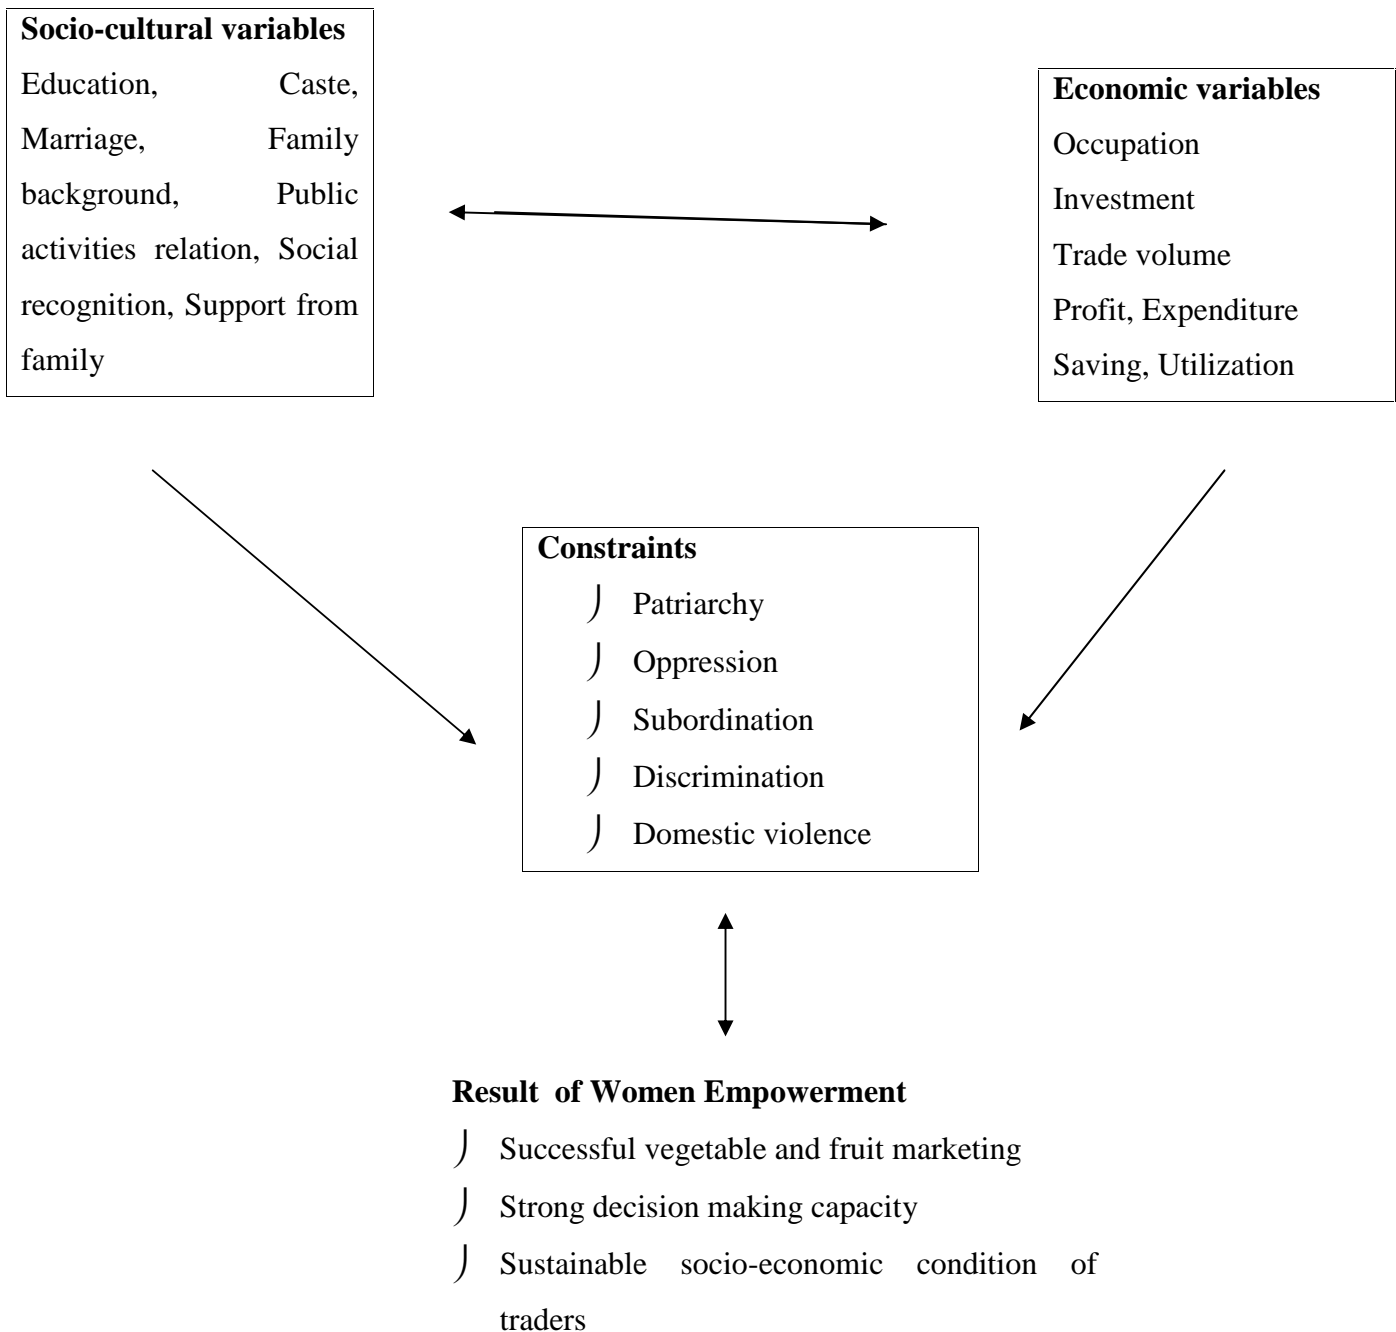 Socio-cultural variables
Education, Caste,
Marriage, Family
background, Public
activities relation, Social
recognition, Support from
family
Economic variables
Occupation
Investment
Trade volume
Profit, Expenditure
Saving, Utilization
Constraints
Patriarchy
Oppression
Subordination
Discrimination
Domestic violence
Result of Women Empowerment
Successful vegetable and fruit marketing
Strong decision making capacity
Sustainable socio-economic condition of
traders